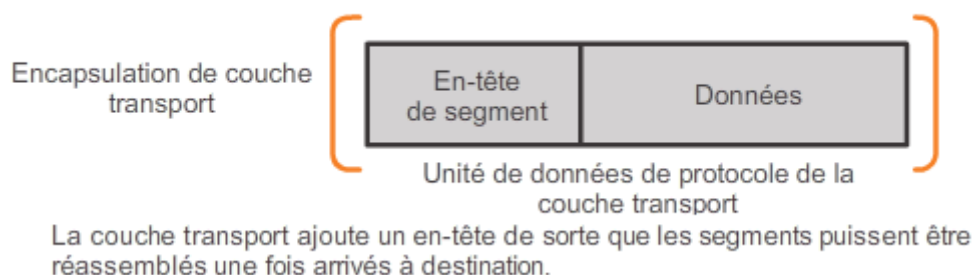 Encapsulation de couche
transport
En-tête
de segment
Données
Unité de données de protocole de la
couche transport
La couche transport ajoute un en-tête de sorte que les segments puissent être
réassemblés une fois arrivés à destination.